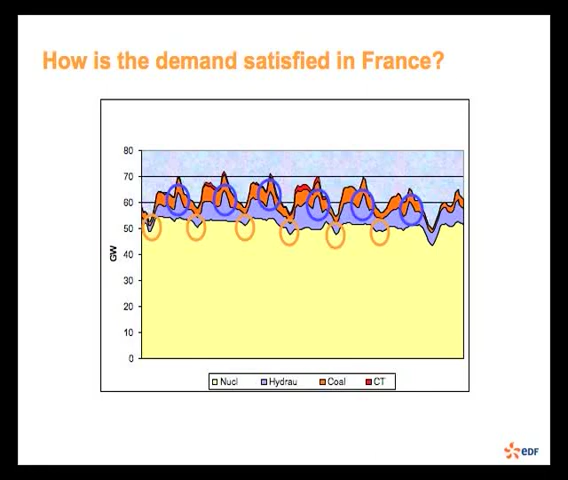 How is the demand satisfied in France?
80
70
60
50
40
30
20
10
0
GW
Nucl Hydrau Coal CT
eDF